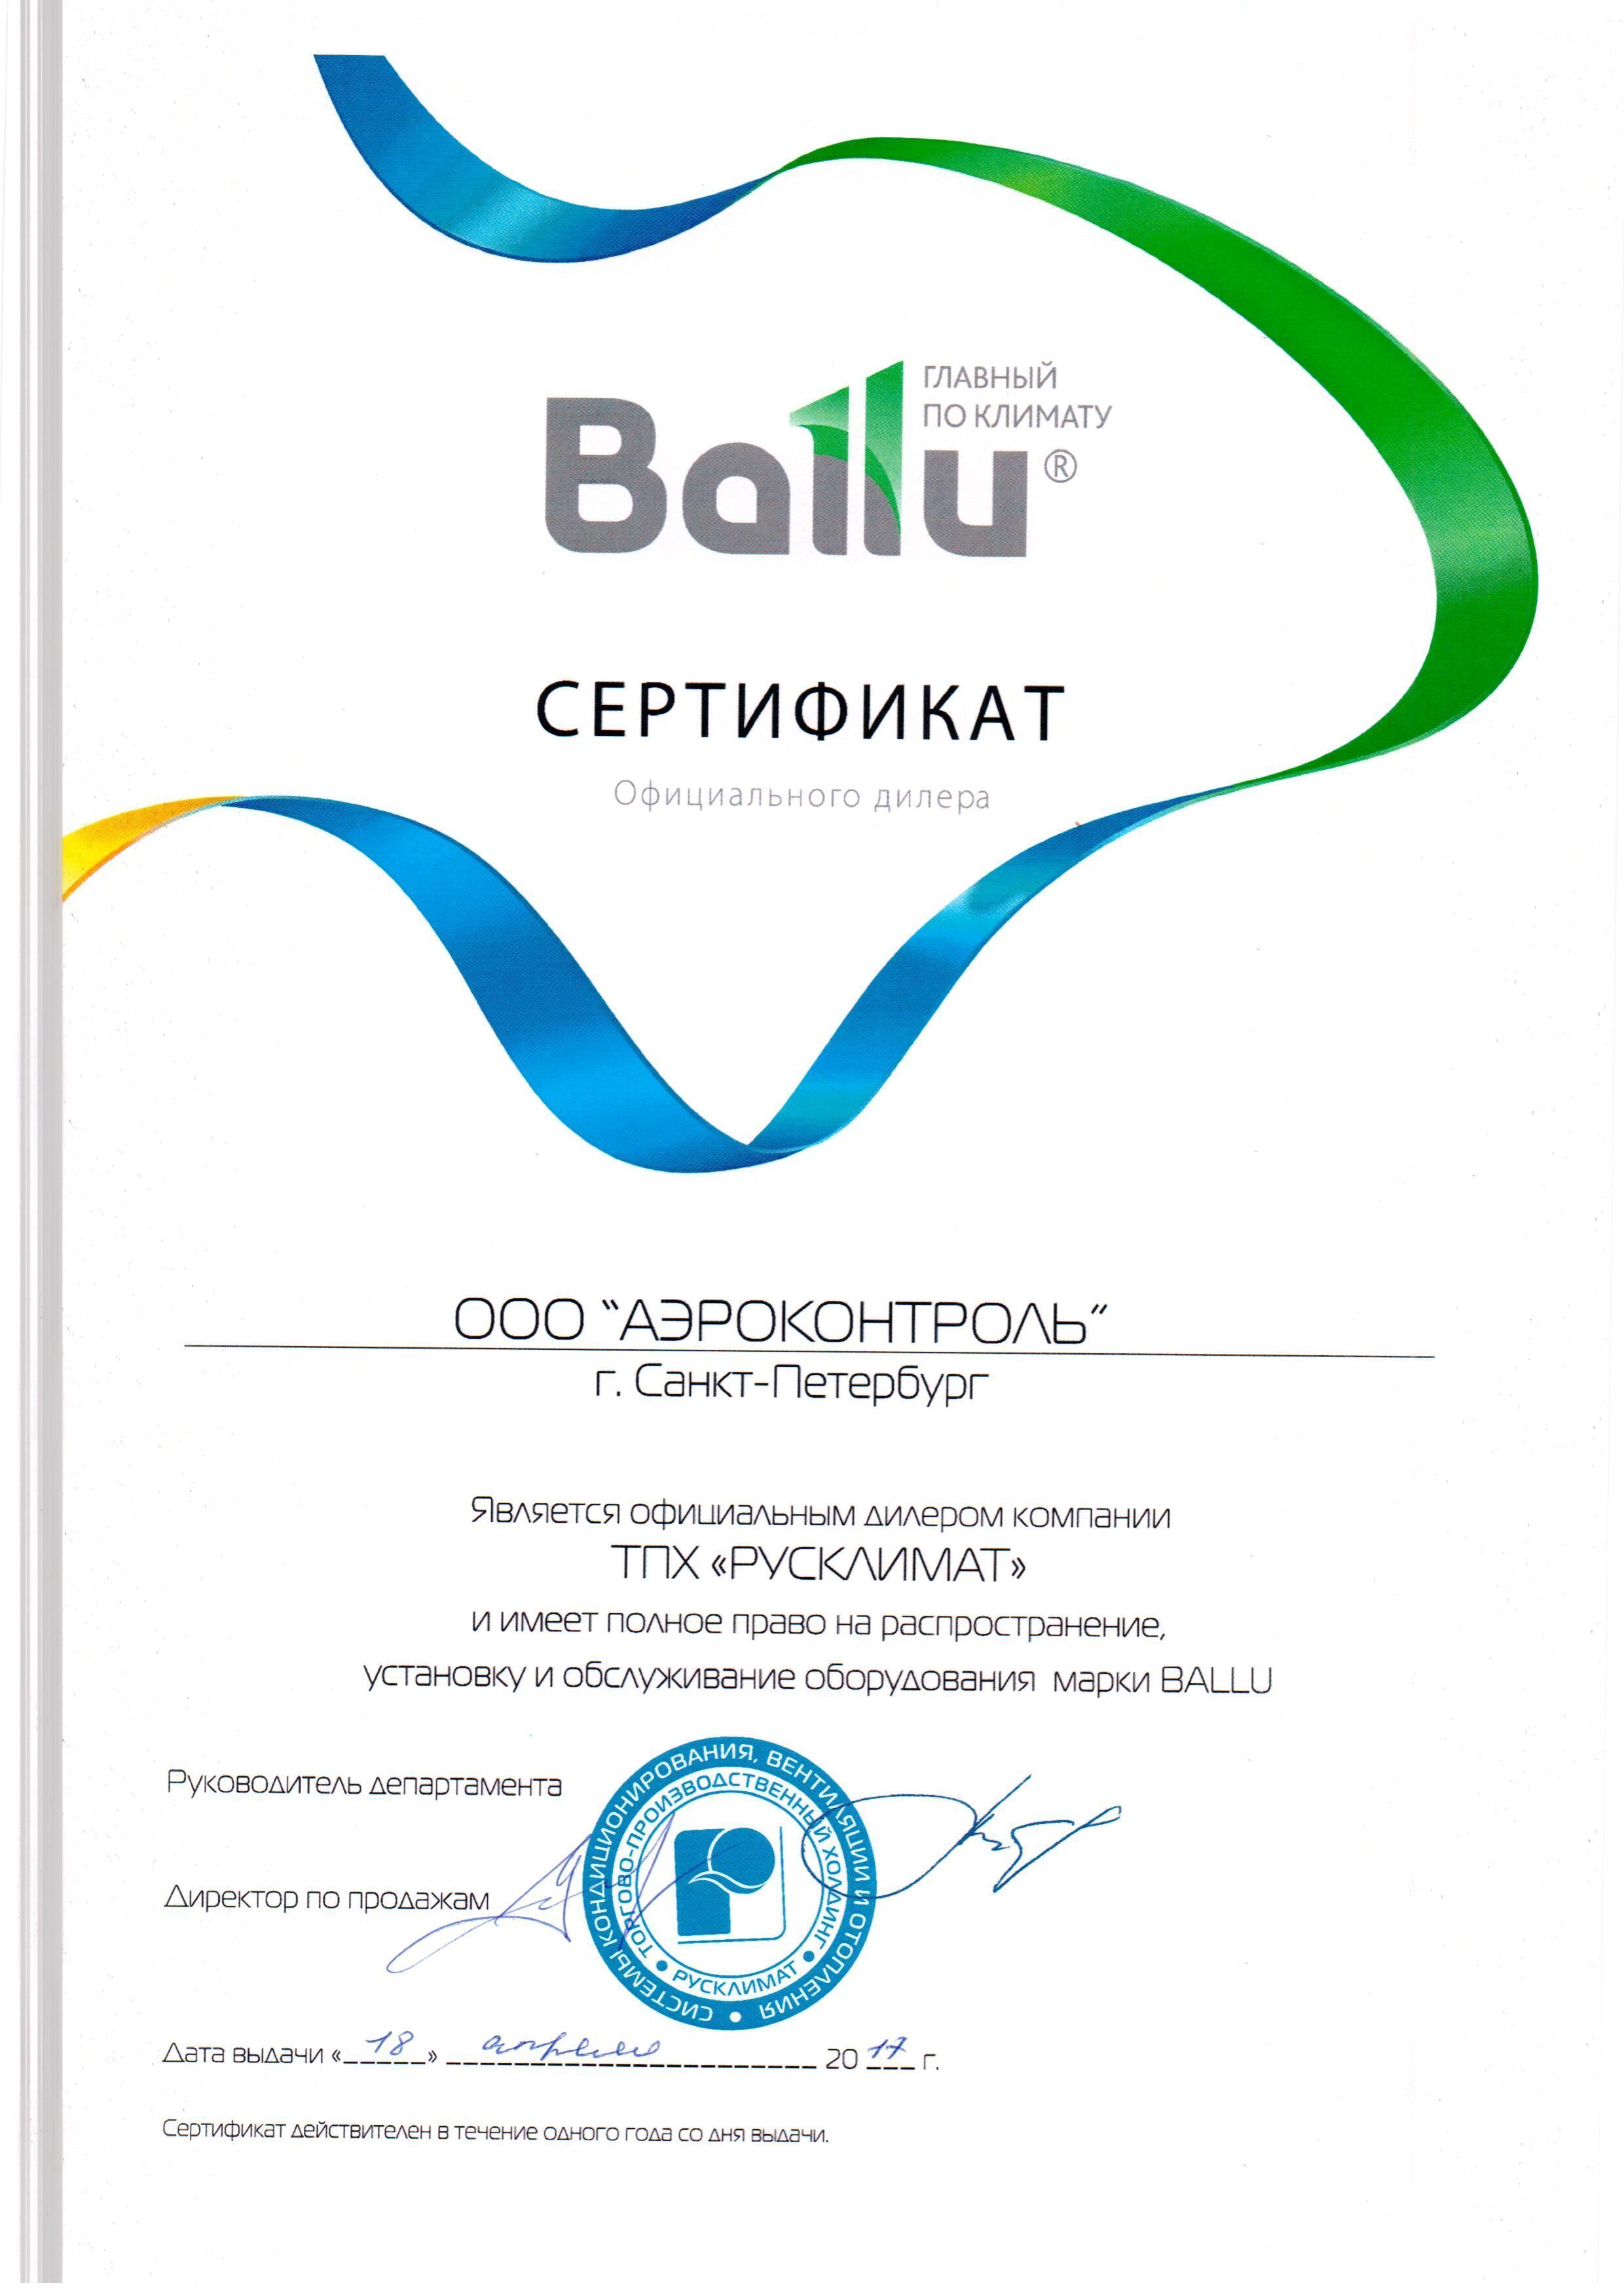 ГЛАВНЫЙ
ПО КЛИМАТУ
Ballu®
СЕРТИФИКАТ
Официального дилера
ООО “АЭРОКОНТРОЛЬ”
г. Санкт-Петербург
Является официальным дилером компании
ТПХ «РУСКЛИМАТ»
и имеет полное право на распространение,
установку и обслуживание оборудования марки BALLU
Руководитель департамента
Директор по продажам
СИСТЕМЫ КОНДИЦИОНИРОВАНИЯ, ВЕНТИЛЯЦИИ И ОТОПЛЕНИЯ
ТОРГОВО-ПРОИЗВОДСТВЕННЫЙ ХОЛДИНГ
• РУСКЛИМАТ •
Дата выдачи «18» апреля 2017 г.
Сертификат действителен в течение одного года со дня выдачи.